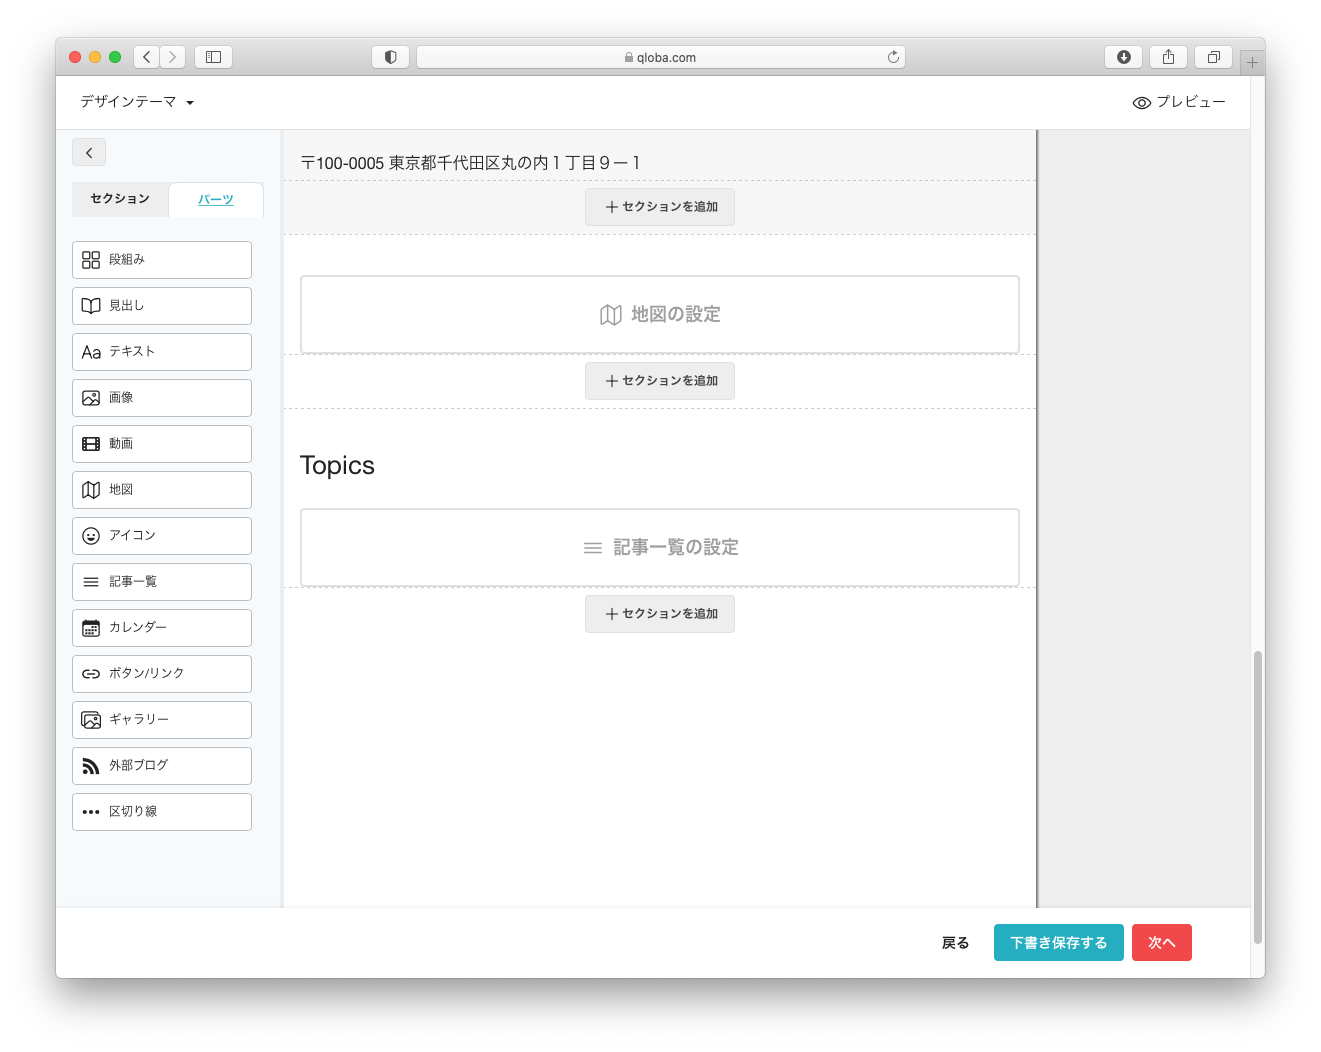 qloba.com
デザインテーマ
プレビュー
セクション
パーツ
段組み
見出し
Aa テキスト
画像
動画
地図
アイコン
記事一覧
カレンダー
ボタン/リンク
ギャラリー
外部ブログ
区切り線
〒100-0005 東京都千代田区丸の内１丁目９ー１
＋セクションを追加
地図の設定
＋セクションを追加
Topics
記事一覧の設定
＋セクションを追加
戻る
下書き保存する
次へ